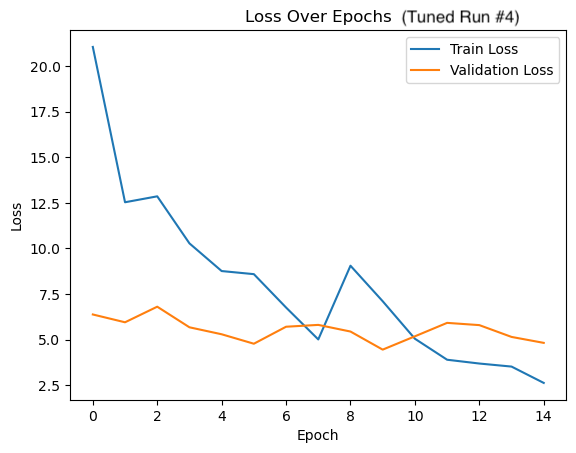 Loss Over Epochs (Tuned Run #4)
Train Loss
Validation Loss
20.0
17.5
15.0
12.5
10.0
7.5
5.0
2.5
Loss
0 2 4 6 8 10 12 14
Epoch